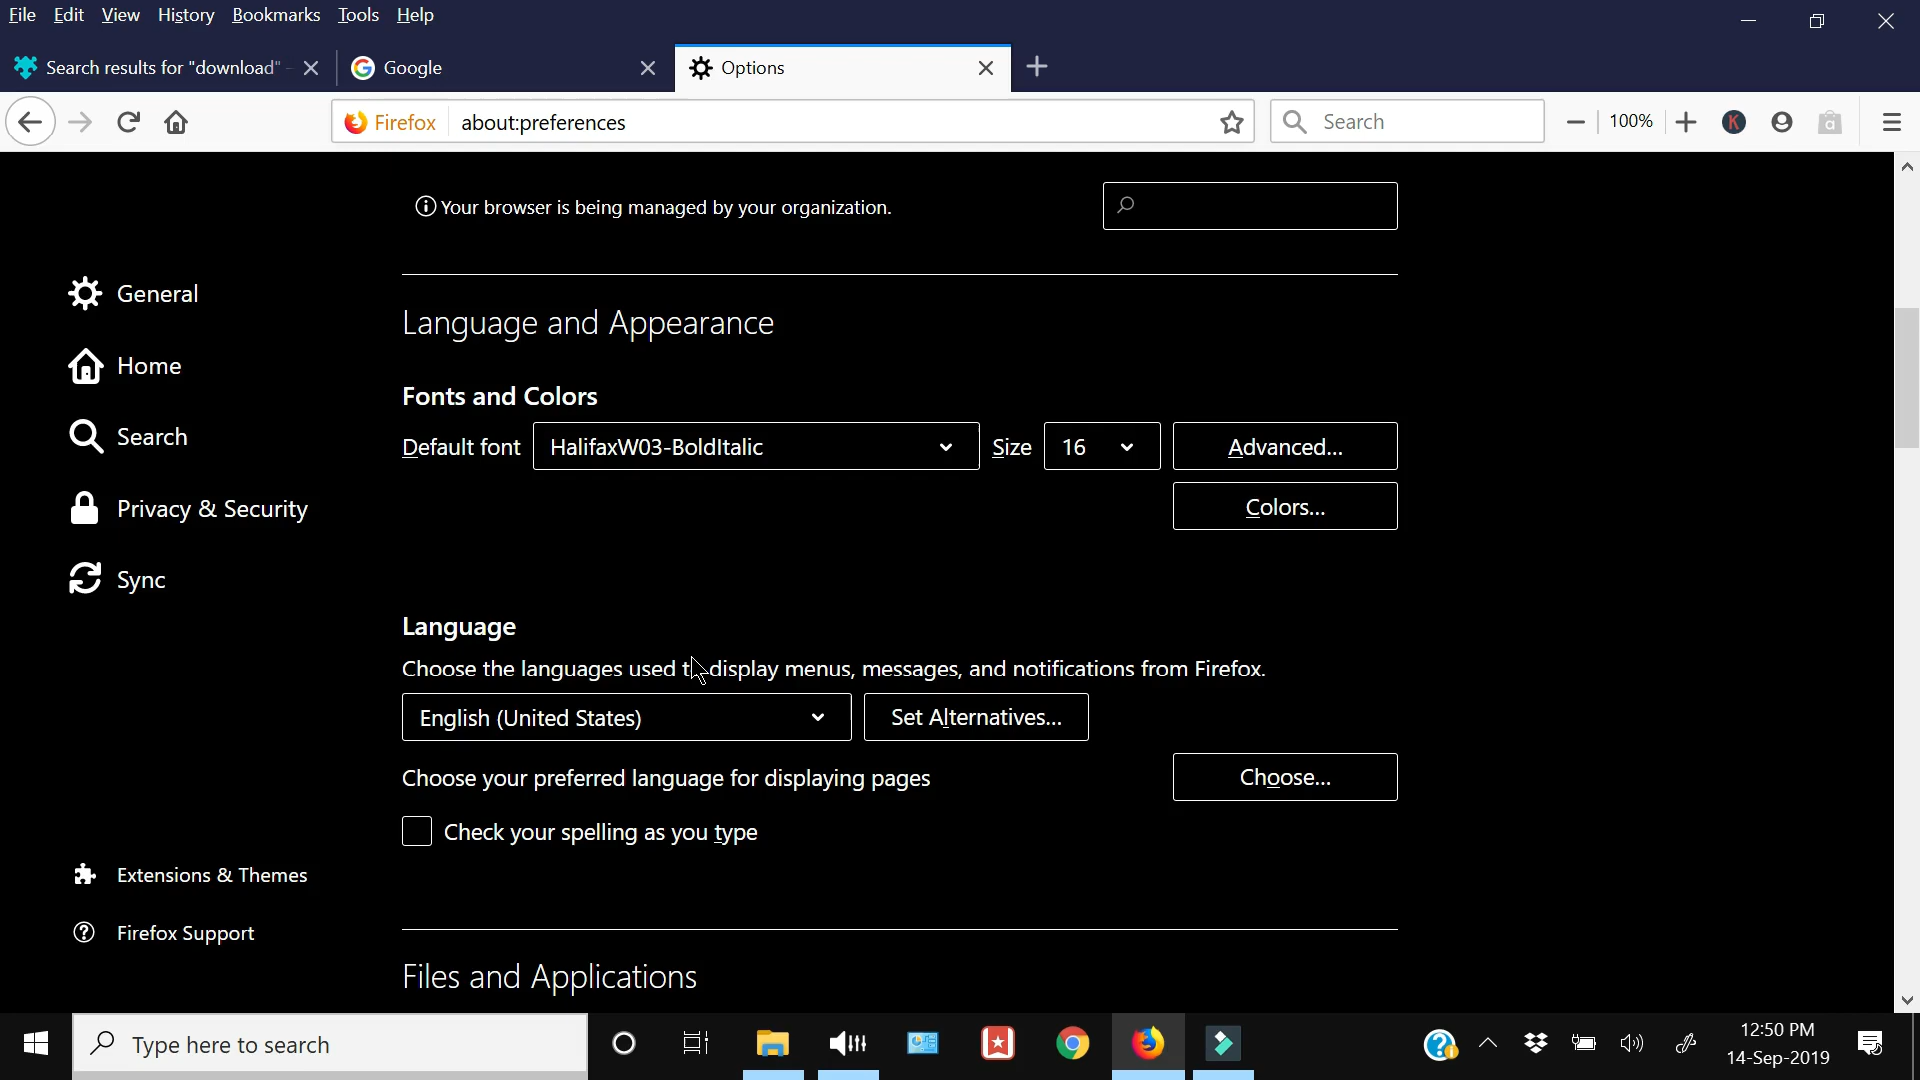 File Edit View History Bookmarks Tools Help
Search results for "download" -
Google
Options
Firefox about:preferences
Search
100%
K
a
Your browser is being managed by your organization.
General
Home
Search
Privacy & Security
Sync
Extensions & Themes
Firefox Support
Language and Appearance
Fonts and Colors
Default font HalifaxW03-BoldItalic Size 16 Advanced...
Colors...
Language
Choose the languages used display menus, messages, and notifications from Firefox.
English (United States) Set Alternatives...
Choose your preferred language for displaying pages Choose...
Check your spelling as you type
Files and Applications
Type here to search
12:50 PM
14-Sep-2019